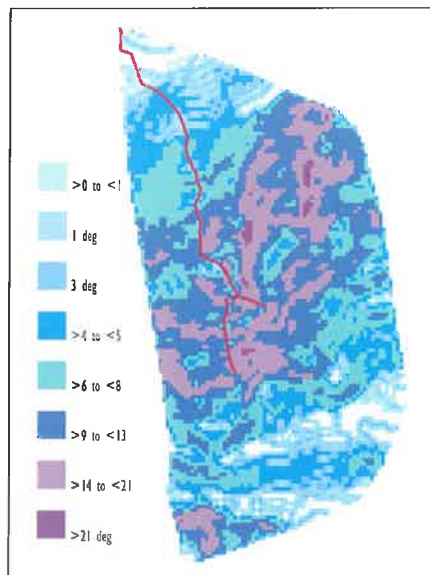 >0 to <1
1 deg
3 deg
>4 to <5
>6 to <8
>9 to <13
>14 to <21
>21 deg